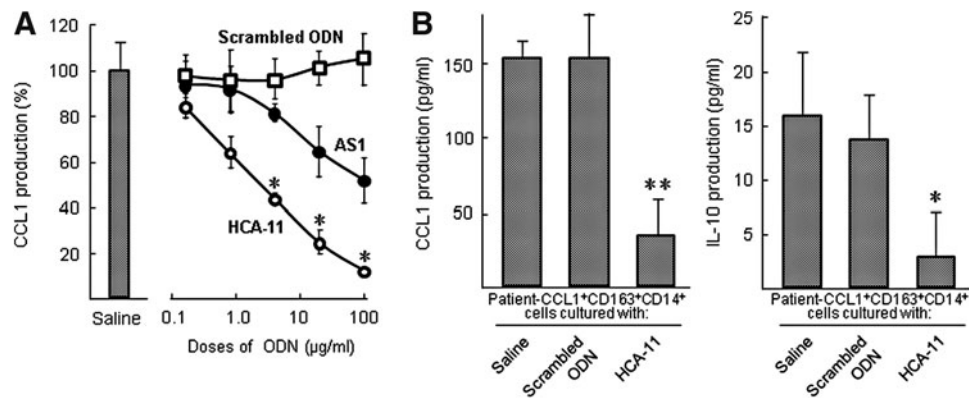 A
CCL1 production (%)
120
100
80
60
40
20
Saline
Scrambled ODN
AS1
HCA-11
*
*
*
0.1
1.0
10
100
Doses of ODN (µg/ml)
B
CCL1 production (pg/ml)
150
100
50
**
Patient-CCL1⁺CD163⁺CD14⁺
cells cultured with:
Saline
Scrambled
ODN
HCA-11
IL-10 production (pg/ml)
25
20
15
10
5
*
Patient-CCL1⁺CD163⁺CD14⁺
cells cultured with:
Saline
Scrambled
ODN
HCA-11